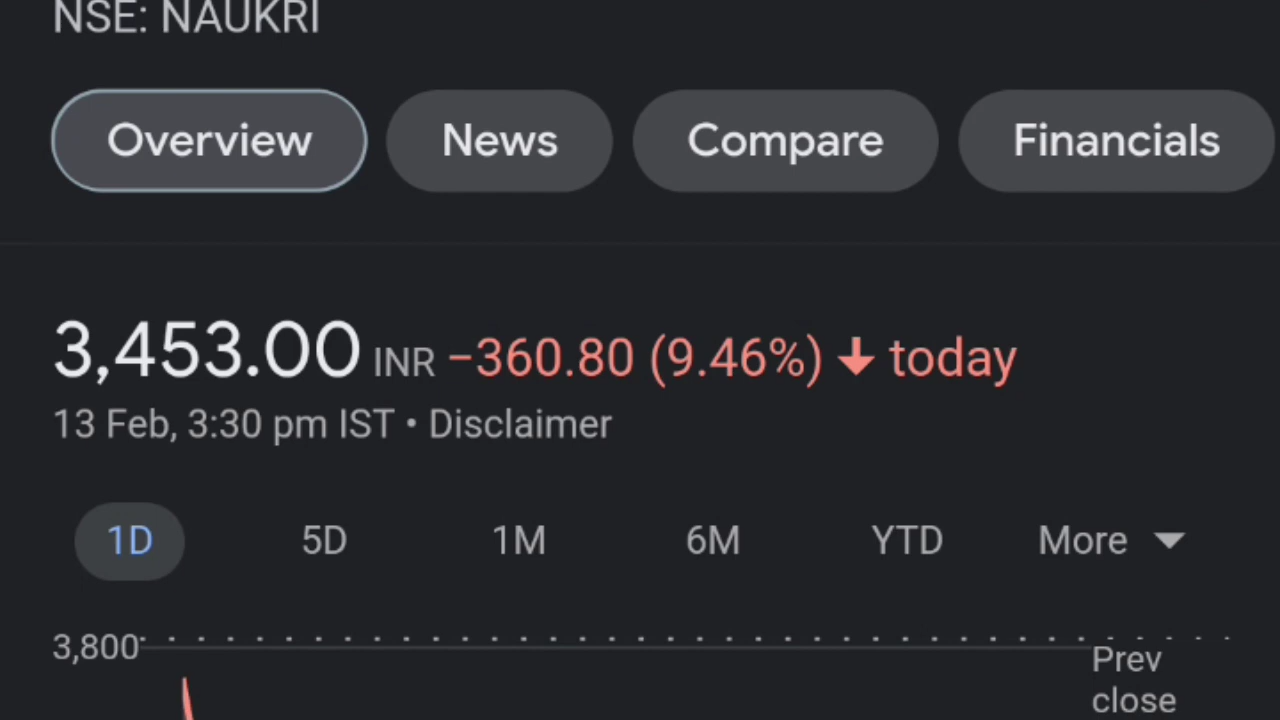 NSE: NAUKRI
Overview News Compare Financials
3,453.00 INR −360.80 (9.46%) ↓ today
13 Feb, 3:30 pm IST • Disclaimer
1D 5D 1M 6M YTD More
3,800
Prev
close